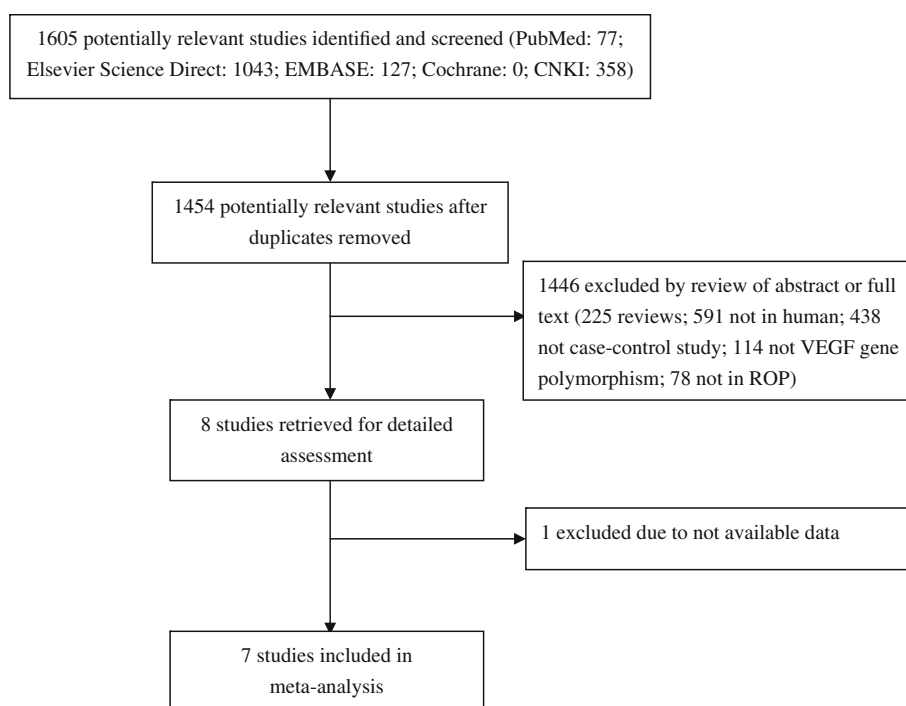 1605 potentially relevant studies identified and screened (PubMed: 77;
Elsevier Science Direct: 1043; EMBASE: 127; Cochrane: 0; CNKI: 358)
1454 potentially relevant studies after
duplicates removed
1446 excluded by review of abstract or full
text (225 reviews; 591 not in human; 438
not case-control study; 114 not VEGF gene
polymorphism; 78 not in ROP)
8 studies retrieved for detailed
assessment
1 excluded due to not available data
7 studies included in
meta-analysis